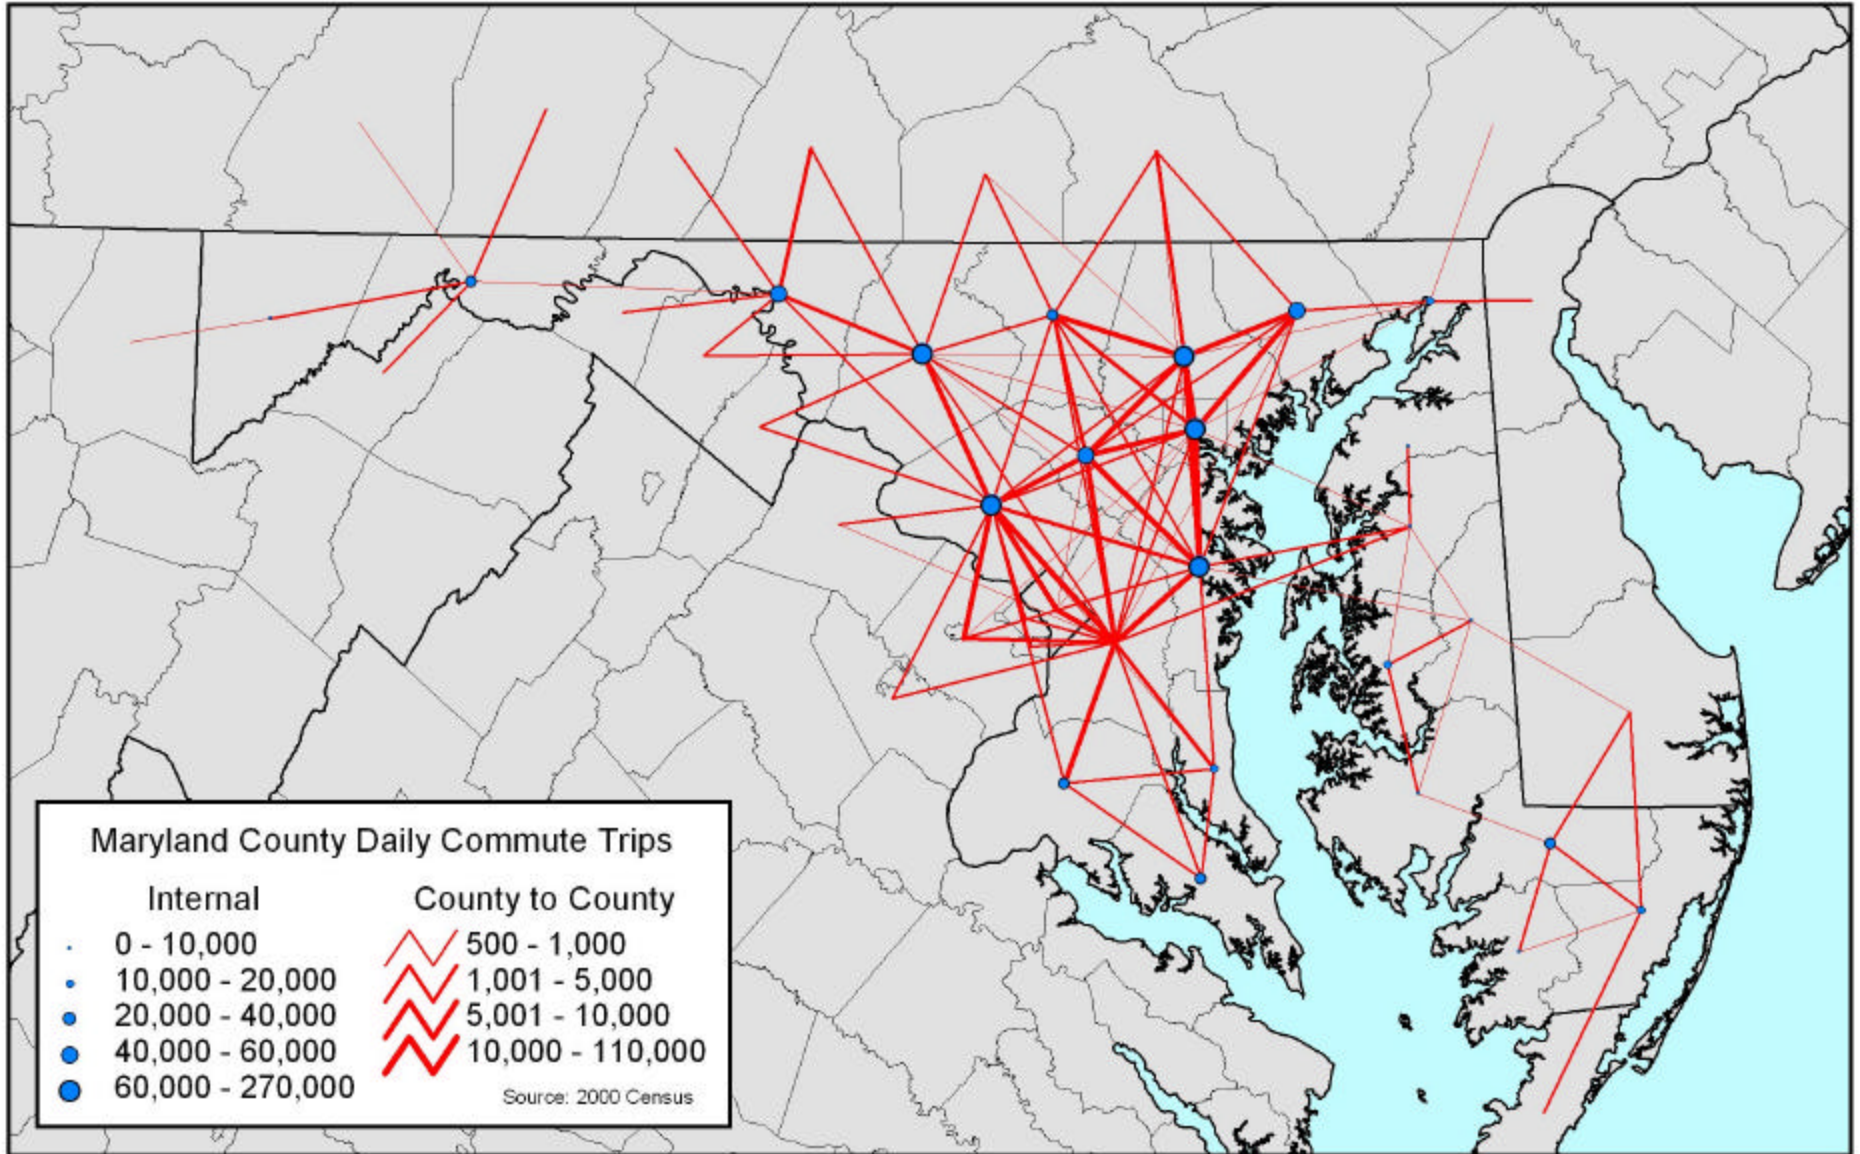 Maryland County Daily Commute Trips
Internal
0 - 10,000
10,000 - 20,000
20,000 - 40,000
40,000 - 60,000
60,000 - 270,000
County to County
500 - 1,000
1,001 - 5,000
5,001 - 10,000
10,000 - 110,000
Source: 2000 Census